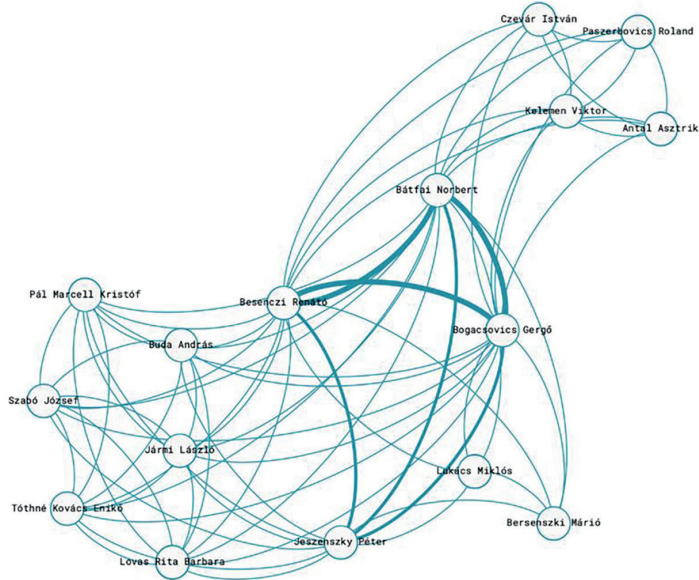 Czevár István
Paszerbovics Roland
Kelemen Viktor
Antal Asztrik
Bátfai Norbert
Pál Marcell Kristóf
Besenczi Renátó
Bogacsovics Gergő
Buda András
Szabó József
Jármi László
Lukács Miklós
Tóthné Kovács Enikő
Bersenszki Márió
Jeszenszky Péter
Lovas Rita Barbara